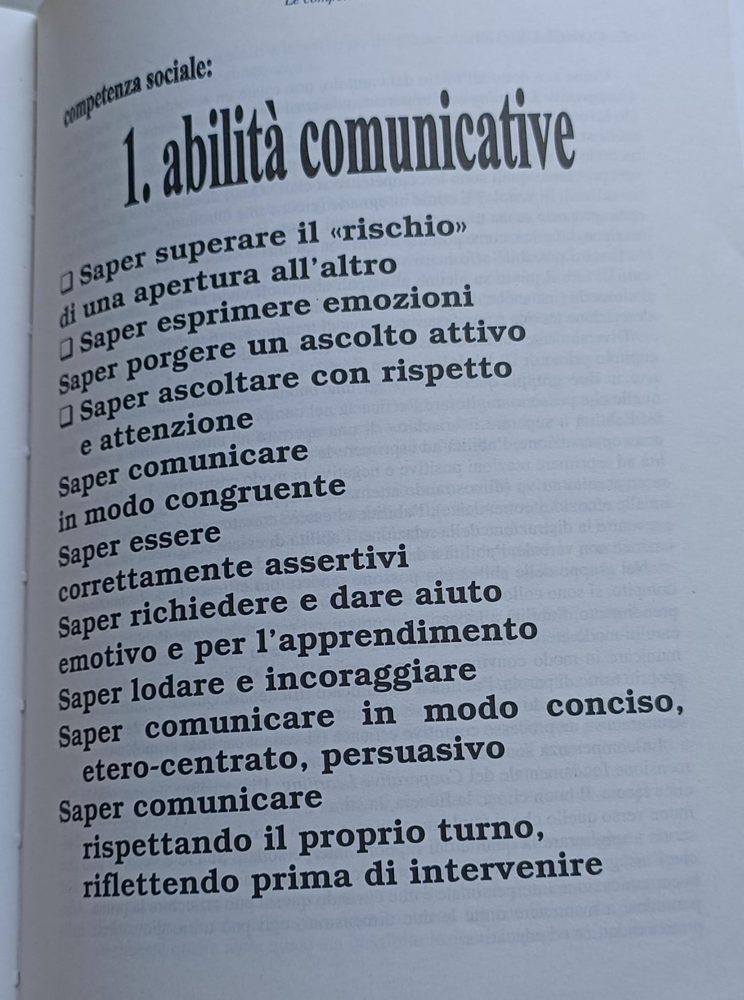 competenza sociale:
1. abilità comunicative
❏ Saper superare il «rischio»
di una apertura all'altro
❏ Saper esprimere emozioni
Saper porgere un ascolto attivo
❏ Saper ascoltare con rispetto
e attenzione
Saper comunicare
in modo congruente
Saper essere
correttamente assertivi
Saper richiedere e dare aiuto
emotivo e per l'apprendimento
Saper lodare e incoraggiare
Saper comunicare in modo conciso,
etero-centrato, persuasivo
Saper comunicare
rispettando il proprio turno,
riflettendo prima di intervenire